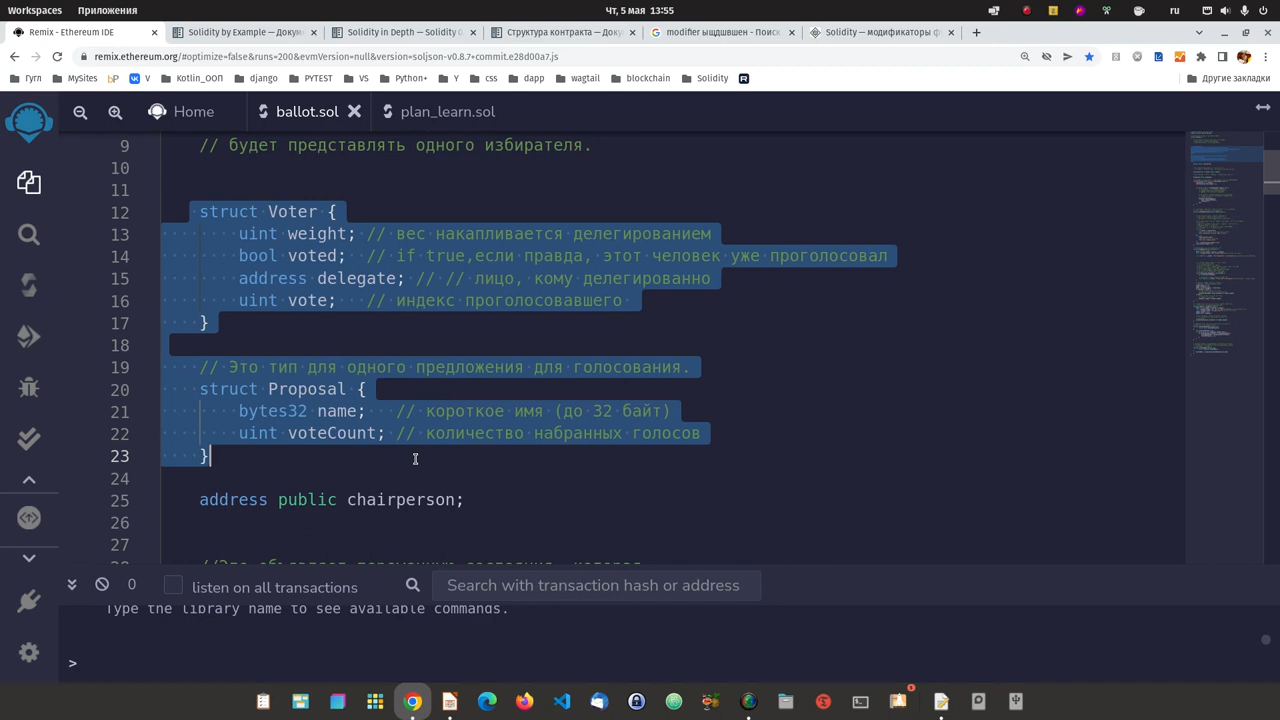 Workspaces Приложения Чт, 5 мая 13:55 ru
Remix - Ethereum IDE
Solidity by Example — Докум
Solidity in Depth — Solidity G
Структура контракта — Доку
modifier ыщдшвшен - Поиск
Solidity — модификаторы ф
remix.ethereum.org/#optimize=false&runs=200&evmVersion=null&version=soljson-v0.8.7+commit.e28d00a7.js
Гугл MySites bp V Kotlin_ООП django PYTEST VS Python+ Y css dapp wagtail blockchain Solidity Другие закладки
Home ballot.sol plan_learn.sol
9 // будет представлять одного избирателя.
10
11
12 struct Voter {
13 uint weight; // вес накапливается делегированием
14 bool voted; // if true,если правда, этот человек уже проголосовал
15 address delegate; // // лицо, кому делегированно
16 uint vote; // индекс проголосовавшего
17 }
18
19 // Это тип для одного предложения для голосования.
20 struct Proposal {
21 bytes32 name; // короткое имя (до 32 байт)
22 uint voteCount; // количество набранных голосов
23 }
24
25 address public chairperson;
26
27
0 listen on all transactions Search with transaction hash or address
Type the library name to see available commands.
>